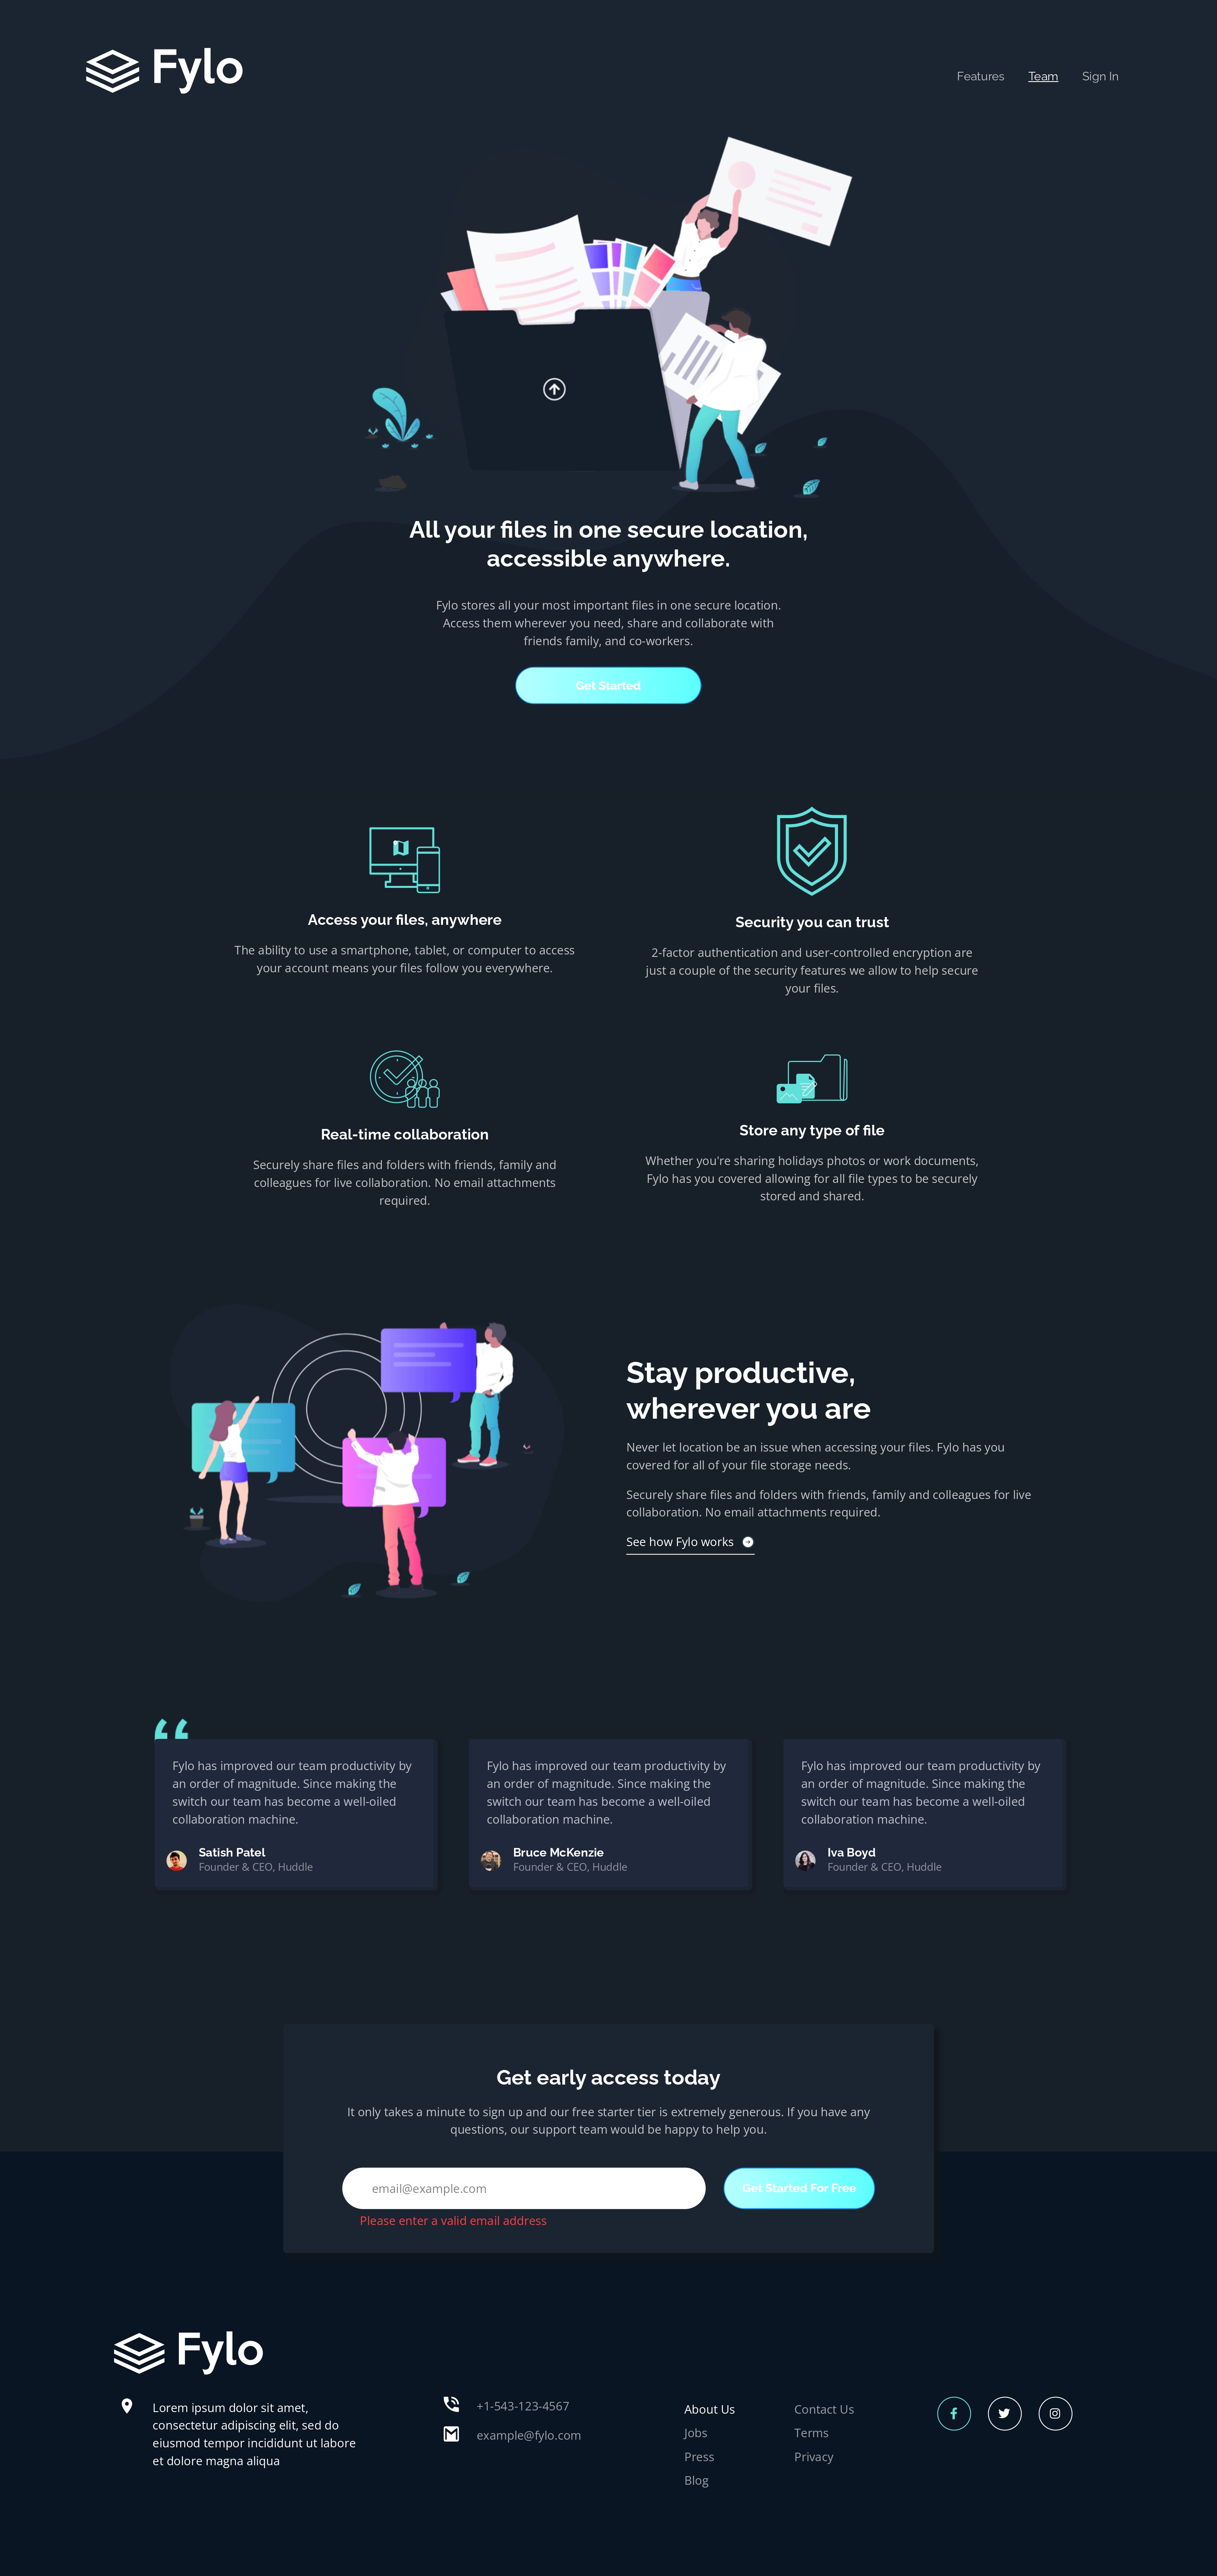 Fylo
Features
Team
Sign In
All your files in one secure location,
accessible anywhere.
Fylo stores all your most important files in one secure location.
Access them wherever you need, share and collaborate with
friends family, and co-workers.
Get Started
Access your files, anywhere
The ability to use a smartphone, tablet, or computer to access
your account means your files follow you everywhere.
Security you can trust
2-factor authentication and user-controlled encryption are
just a couple of the security features we allow to help secure
your files.
Real-time collaboration
Securely share files and folders with friends, family and
colleagues for live collaboration. No email attachments
required.
Store any type of file
Whether you're sharing holidays photos or work documents,
Fylo has you covered allowing for all file types to be securely
stored and shared.
Stay productive,
wherever you are
Never let location be an issue when accessing your files. Fylo has you
covered for all of your file storage needs.
Securely share files and folders with friends, family and colleagues for live
collaboration. No email attachments required.
See how Fylo works
Fylo has improved our team productivity by
an order of magnitude. Since making the
switch our team has become a well-oiled
collaboration machine.
Satish Patel
Founder & CEO, Huddle
Fylo has improved our team productivity by
an order of magnitude. Since making the
switch our team has become a well-oiled
collaboration machine.
Bruce McKenzie
Founder & CEO, Huddle
Fylo has improved our team productivity by
an order of magnitude. Since making the
switch our team has become a well-oiled
collaboration machine.
Iva Boyd
Founder & CEO, Huddle
Get early access today
It only takes a minute to sign up and our free starter tier is extremely generous. If you have any
questions, our support team would be happy to help you.
email@example.com
Get Started For Free
Please enter a valid email address
Fylo
Lorem ipsum dolor sit amet,
consectetur adipiscing elit, sed do
eiusmod tempor incididunt ut labore
et dolore magna aliqua
+1-543-123-4567
example@fylo.com
About Us
Jobs
Press
Blog
Contact Us
Terms
Privacy